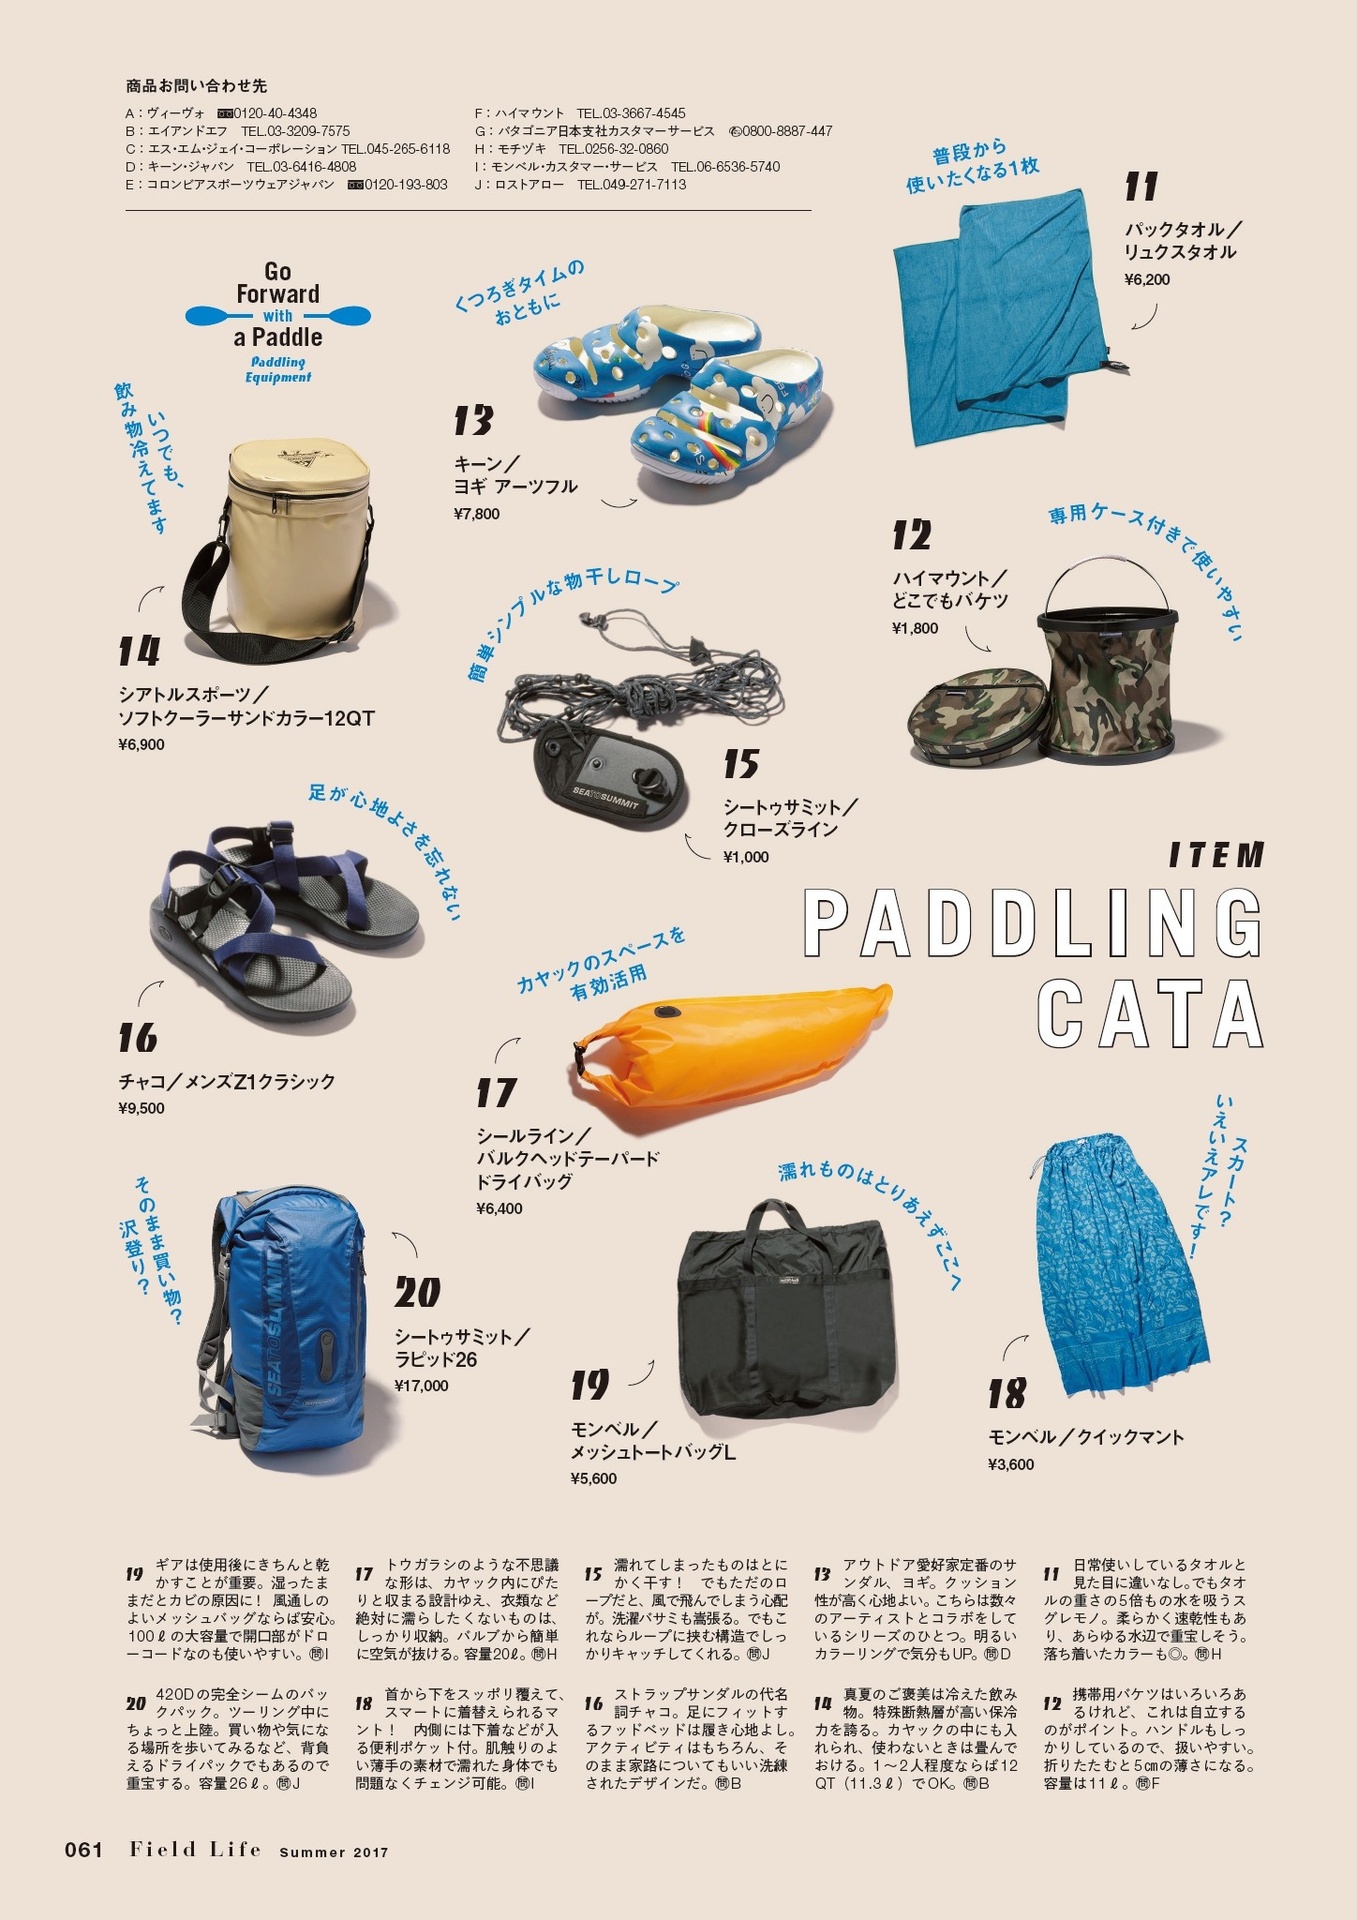 商品お問い合わせ先
A：ヴィーヴォ　0120-40-4348
B：エイアンドエフ　TEL.03-3209-7575
C：エス・エム・ジェイ・コーポレーション TEL.045-265-6118
D：キーン・ジャパン　TEL.03-6416-4808
E：コロンビアスポーツウェアジャパン　0120-193-803
F：ハイマウント　TEL.03-3667-4545
G：パタゴニア日本支社カスタマーサービス　0800-8887-447
H：モチヅキ　TEL.0256-32-0860
I：モンベル・カスタマー・サービス　TEL.06-6536-5740
J：ロストアロー　TEL.049-271-7113
Go
Forward
with
a Paddle
Paddling
Equipment
普段から
使いたくなる1枚
11
パックタオル／
リュクスタオル
¥6,200
くつろぎタイムの
おともに
13
キーン／
ヨギ アーツフル
¥7,800
専用ケース付きで使いやすい
12
ハイマウント／
どこでもバケツ
¥1,800
いつでも、
飲み物冷えてます
14
シアトルスポーツ／
ソフトクーラーサンドカラー12QT
¥6,900
簡単シンプルな物干しロープ
SEATOSUMMIT
15
シートゥサミット／
クローズライン
¥1,000
足が心地よさを忘れない
16
チャコ／メンズZ1クラシック
¥9,500
ITEM
PADDLING
CATA
カヤックのスペースを
有効活用
17
シールライン／
バルクヘッドテーパード
ドライバッグ
¥6,400
スカート？
いえいえアレです！
18
モンベル／クイックマント
¥3,600
濡れものはとりあえずここへ
19
モンベル／
メッシュトートバッグL
¥5,600
そのまま買い物？
沢登り？
SEATOSUMMIT
20
シートゥサミット／
ラピッド26
¥17,000
19 ギアは使用後にきちんと乾
かすことが重要。湿ったま
まだとカビの原因に！ 風通しの
よいメッシュバッグならば安心。
100ℓの大容量で開口部がドロ
ーコードなのも使いやすい。問I
17 トウガラシのような不思議
な形は、カヤック内にぴた
りと収まる設計ゆえ、衣類など
絶対に濡らしたくないものは、
しっかり収納。バルブから簡単
に空気が抜ける。容量20ℓ。問H
15 濡れてしまったものはとに
かく干す！　でもただのロ
ープだと、風で飛んでしまう心配
が。洗濯バサミも嵩張る。でもこ
れならループに挟む構造でしっ
かりキャッチしてくれる。問J
13 アウトドア愛好家定番のサ
ンダル、ヨギ。クッション
性が高く心地よい。こちらは数々
のアーティストとコラボをして
いるシリーズのひとつ。明るい
カラーリングで気分もUP。問D
11 日常使いしているタオルと
見た目に違いなし。でもタオ
ルの重さの5倍もの水を吸うス
グレモノ。柔らかく速乾性もあ
り、あらゆる水辺で重宝しそう。
落ち着いたカラーも◎。問H
20 420Dの完全シームのバッ
クパック。ツーリング中に
ちょっと上陸。買い物や気にな
る場所を歩いてみるなど、背負
えるドライパックでもあるので
重宝する。容量26ℓ。問J
18 首から下をスッポリ覆えて、
スマートに着替えられるマ
ント！　内側には下着などが入
る便利ポケット付。肌触りのよ
い薄手の素材で濡れた身体でも
問題なくチェンジ可能。問I
16 ストラップサンダルの代名
詞チャコ。足にフィットす
るフッドベッドは履き心地よし。
アクティビティはもちろん、そ
のまま家路についてもいい洗練
されたデザインだ。問B
14 真夏のご褒美は冷えた飲み
物。特殊断熱層が高い保冷
力を誇る。カヤックの中にも入
れられ、使わないときは畳んで
おける。1〜2人程度ならば12
QT（11.3ℓ）でOK。問B
12 携帯用バケツはいろいろあ
るけれど、これは自立する
のがポイント。ハンドルもしっ
かりしているので、扱いやすい。
折りたたむと5㎝の薄さになる。
容量は11ℓ。問F
061 Field Life Summer 2017